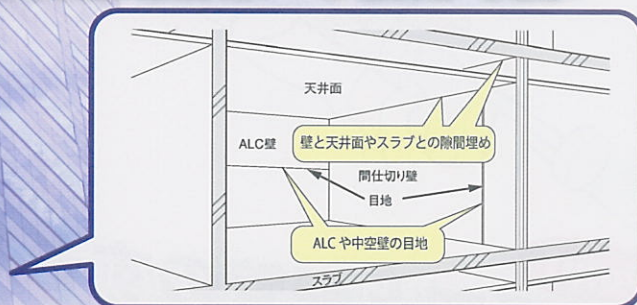 天井面
ALC壁
壁と天井面やスラブとの隙間埋め
間仕切り壁
目地
ALCや中空壁の目地
スラブ